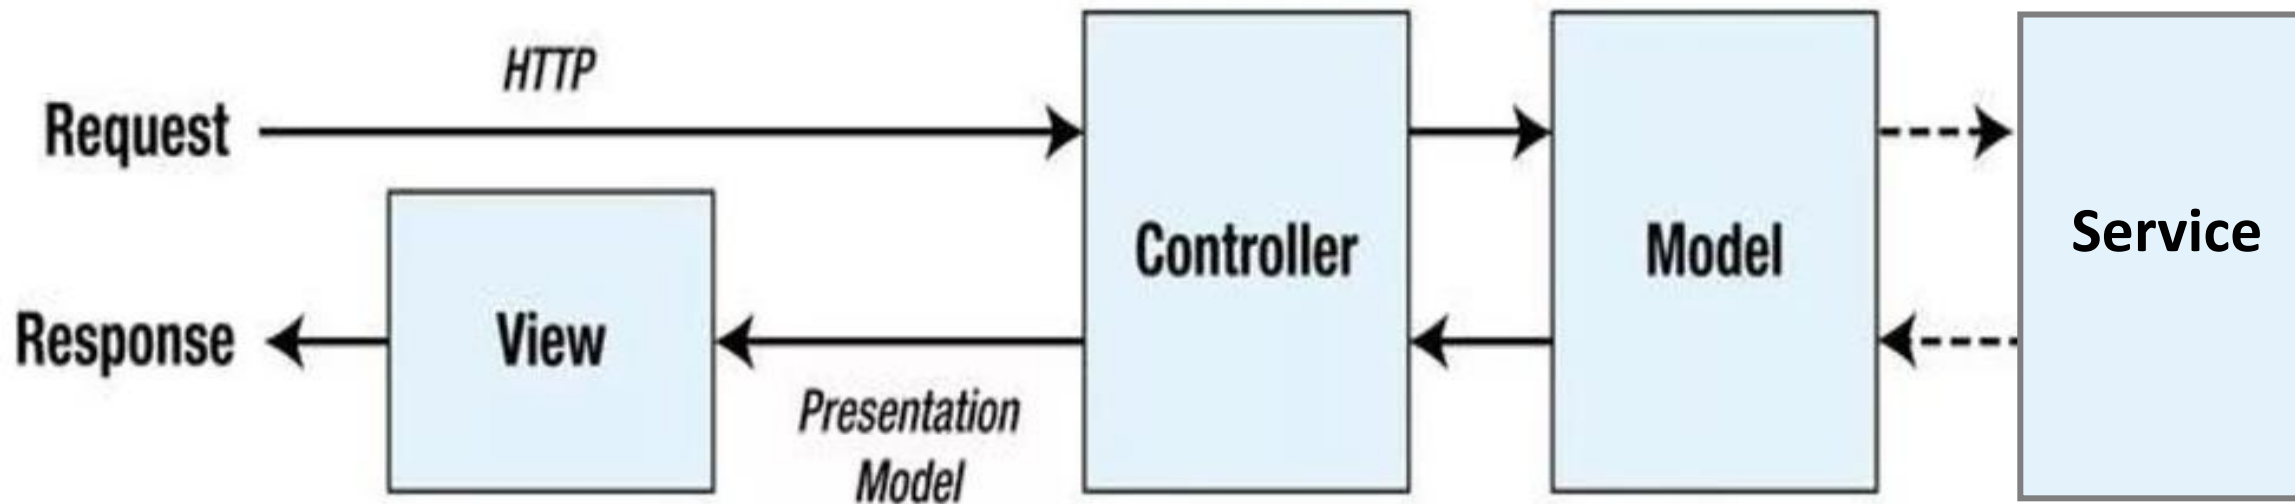 HTTP
Request
Controller
Model
Service
Response
View
Presentation
Model